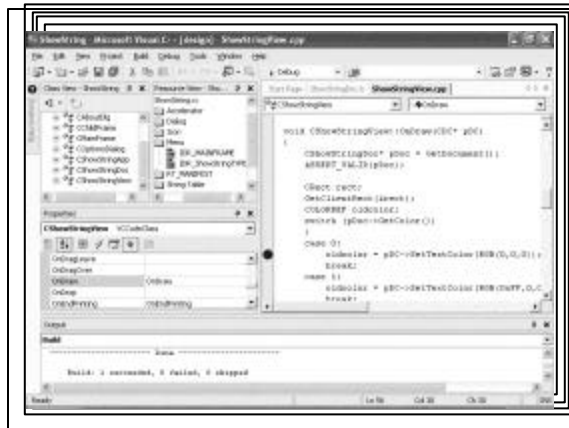 ShowString - Microsoft Visual C++ [design] - ShowStringView.cpp
File Edit View Project Build Debug Tools Window Help
Debug
Class View - ShowString
Resource View - Sho...
Start Page ShowStringDoc.h ShowStringView.cpp
CShowStringView
OnDraw
CAboutDlg
CChildFrame
CMainFrame
COptionsDialog
CShowStringApp
CShowStringDoc
CShowStringView
ShowString.rc
Accelerator
Dialog
Icon
Menu
IDR_MAINFRAME
IDR_ShowStringTYPE
RT_MANIFEST
String Table
void CShowStringView::OnDraw(CDC* pDC)
{
CShowStringDoc* pDoc = GetDocument();
ASSERT_VALID(pDoc);
CRect rect;
GetClientRect(&rect);
COLORREF oldcolor;
switch (pDoc->GetColor())
{
case 0:
oldcolor = pDC->SetTextColor(RGB(0,0,0));
break;
case 1:
oldcolor = pDC->SetTextColor(RGB(0xFF,0,0
break;
Properties
CShowStringView VCCodeClass
OnDragLeave
OnDragOver
OnDraw OnDraw
OnDrop
OnEndPrinting OnEndPrinting
Output
Build
---------------------- Done ----------------------
Build: 1 succeeded, 0 failed, 0 skipped
Ready
Col 30
Ch 30
INS